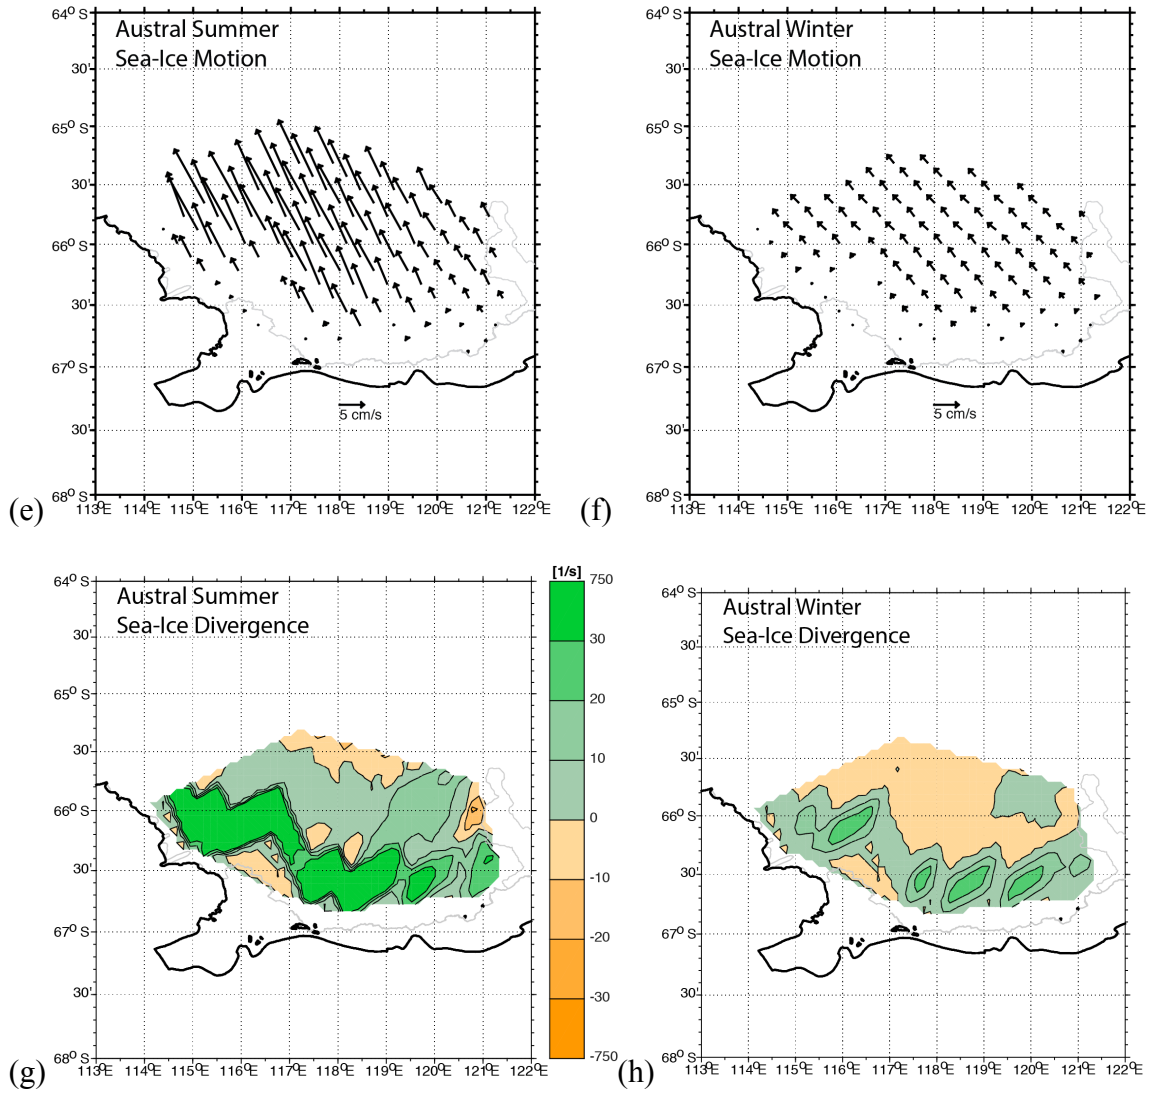 Austral Summer
Sea-Ice Motion
64° S
30'
65° S
30'
66° S
30'
67° S
30'
68° S
5 cm/s
(e)
113°E 114°E 115°E 116°E 117°E 118°E 119°E 120°E 121°E 122°E
Austral Winter
Sea-Ice Motion
64° S
30'
65° S
30'
66° S
30'
67° S
30'
68° S
5 cm/s
(f)
113°E 114°E 115°E 116°E 117°E 118°E 119°E 120°E 121°E 122°E
Austral Summer
Sea-Ice Divergence
64° S
30'
65° S
30'
66° S
30'
67° S
30'
68° S
(g)
113°E 114°E 115°E 116°E 117°E 118°E 119°E 120°E 121°E 122°E
[1/s]
750
30
20
10
0
-10
-20
-30
-750
Austral Winter
Sea-Ice Divergence
64° S
30'
65° S
30'
66° S
30'
67° S
30'
68° S
(h)
113°E 114°E 115°E 116°E 117°E 118°E 119°E 120°E 121°E 122°E